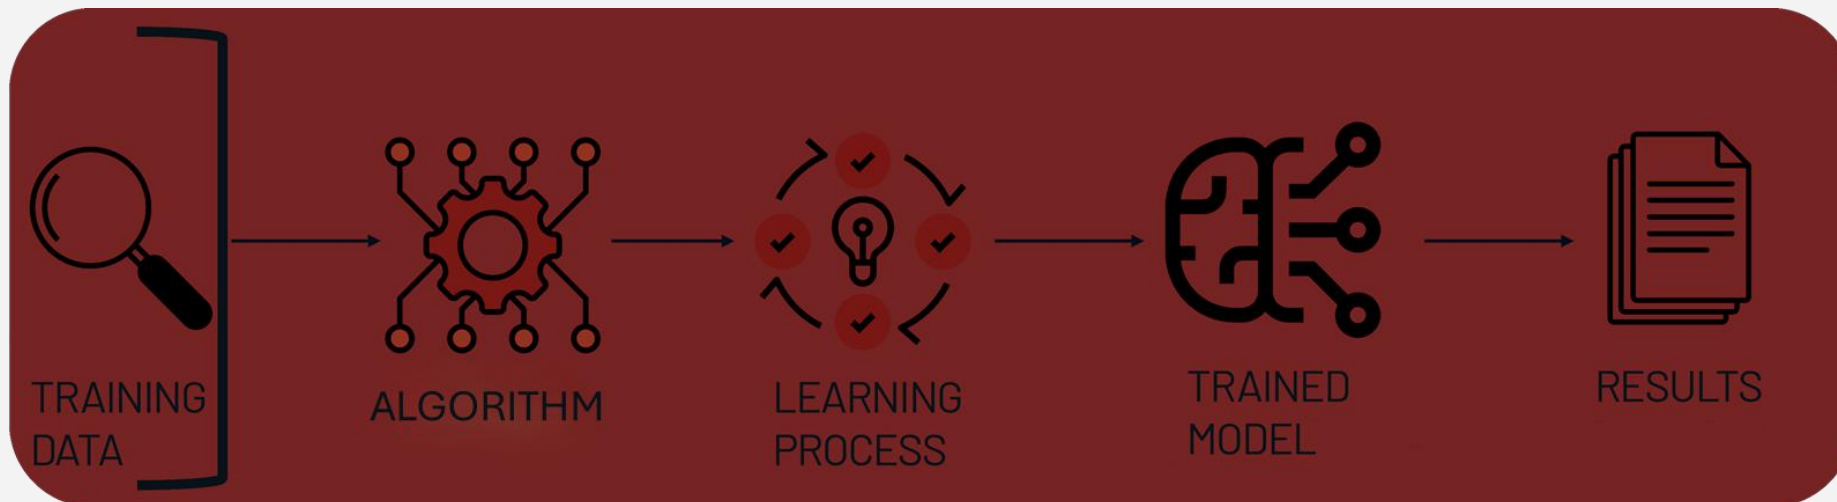 TRAINING
DATA
ALGORITHM
LEARNING
PROCESS
TRAINED
MODEL
RESULTS